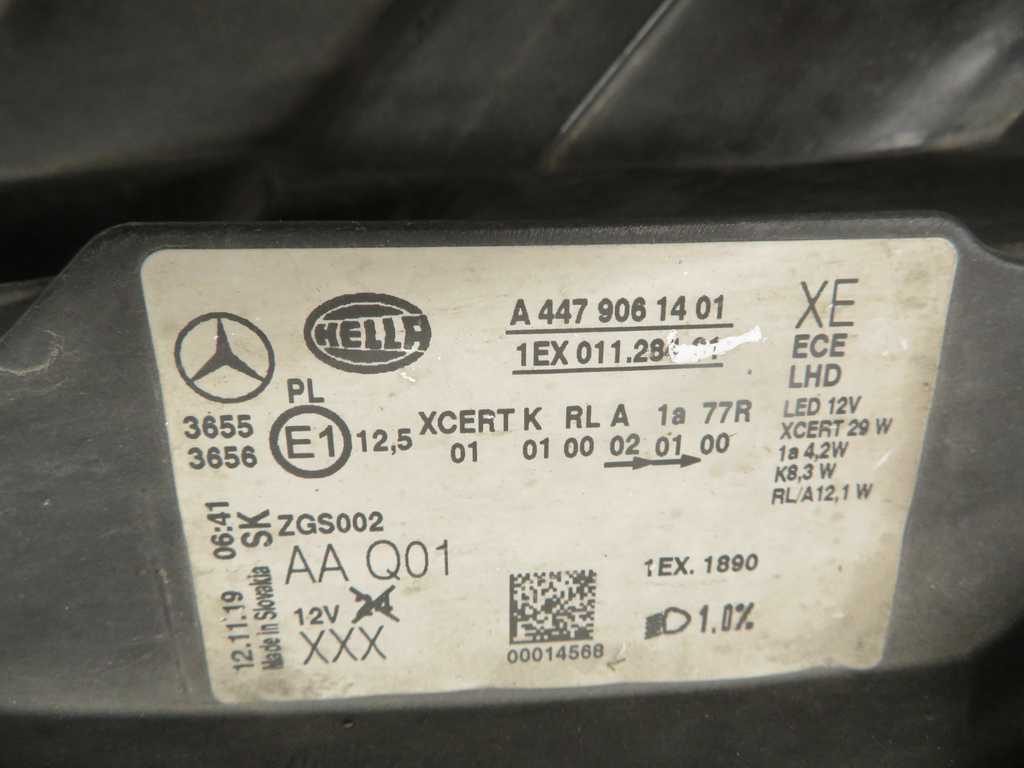 HELLA
A 447 906 14 01
1EX 011.28
XE
ECE
LHD
LED 12V
XCERT 29 W
1a 4,2W
K8,3 W
RL/A12,1 W
PL
3655
3656
E1
12,5
XCERT K RL A 1a 77R
01 01 00 02 01 00
12.11.19 06:41
Made in Slovakia
SK
ZGS002
AA Q01
12V 24
XXX
00014568
1EX. 1890
1.0%